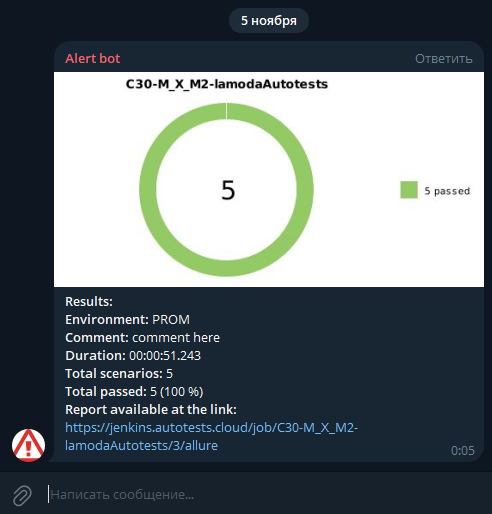 5 ноября
Alert bot
Ответить
C30-M_X_M2-lamodaAutotests
5
5 passed
Results:
Environment: PROM
Comment: comment here
Duration: 00:00:51.243
Total scenarios: 5
Total passed: 5 (100 %)
Report available at the link:
https://jenkins.autotests.cloud/job/C30-M_X_M2-
lamodaAutotests/3/allure
0:05
Написать сообщение...